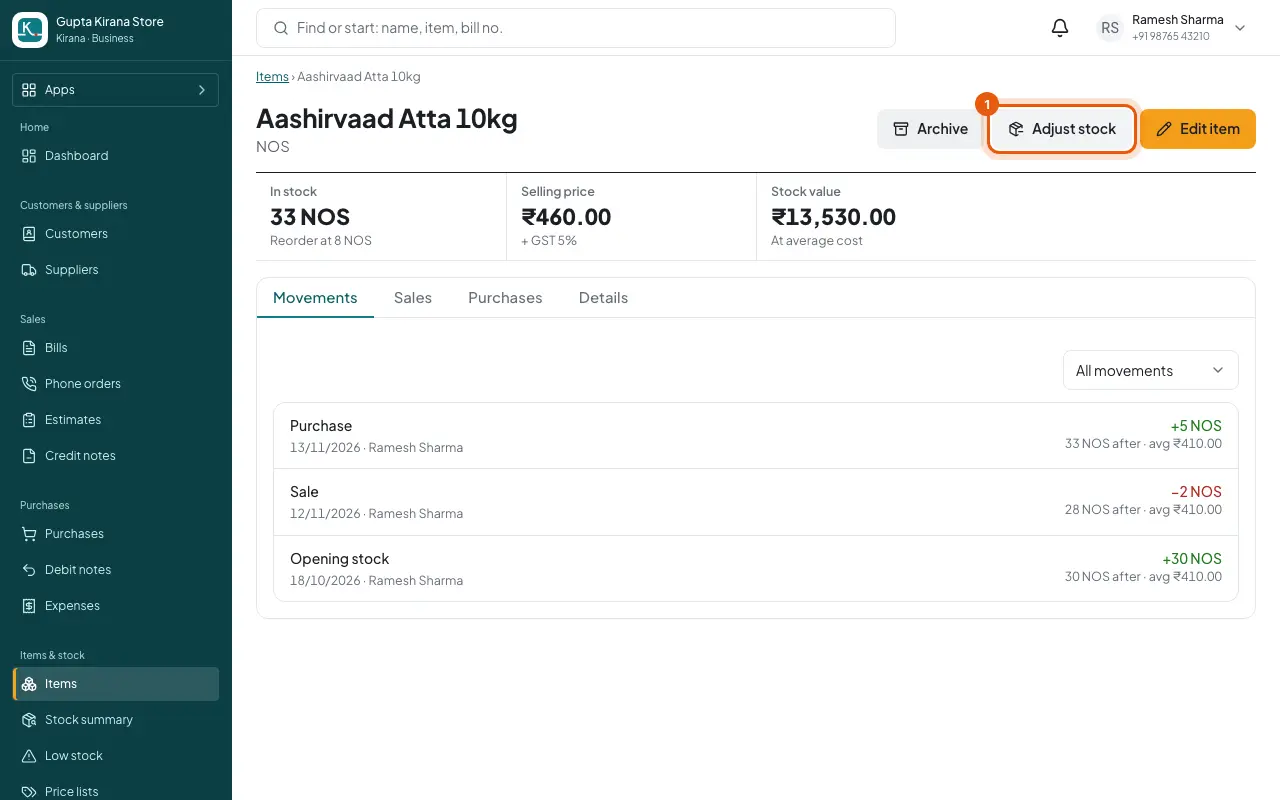 Gupta Kirana Store
Kirana · Business
Apps
Home
Dashboard
Customers & suppliers
Customers
Suppliers
Sales
Bills
Phone orders
Estimates
Credit notes
Purchases
Purchases
Debit notes
Expenses
Items & stock
Items
Stock summary
Low stock
Price lists
Find or start: name, item, bill no.
RS
Ramesh Sharma
+91 98765 43210
Items › Aashirvaad Atta 10kg
Aashirvaad Atta 10kg
NOS
Archive
1
Adjust stock
Edit item
In stock
33 NOS
Reorder at 8 NOS
Selling price
₹460.00
+ GST 5%
Stock value
₹13,530.00
At average cost
Movements Sales Purchases Details
All movements
Purchase +5 NOS
13/11/2026 · Ramesh Sharma 33 NOS after · avg ₹410.00
Sale −2 NOS
12/11/2026 · Ramesh Sharma 28 NOS after · avg ₹410.00
Opening stock +30 NOS
18/10/2026 · Ramesh Sharma 30 NOS after · avg ₹410.00